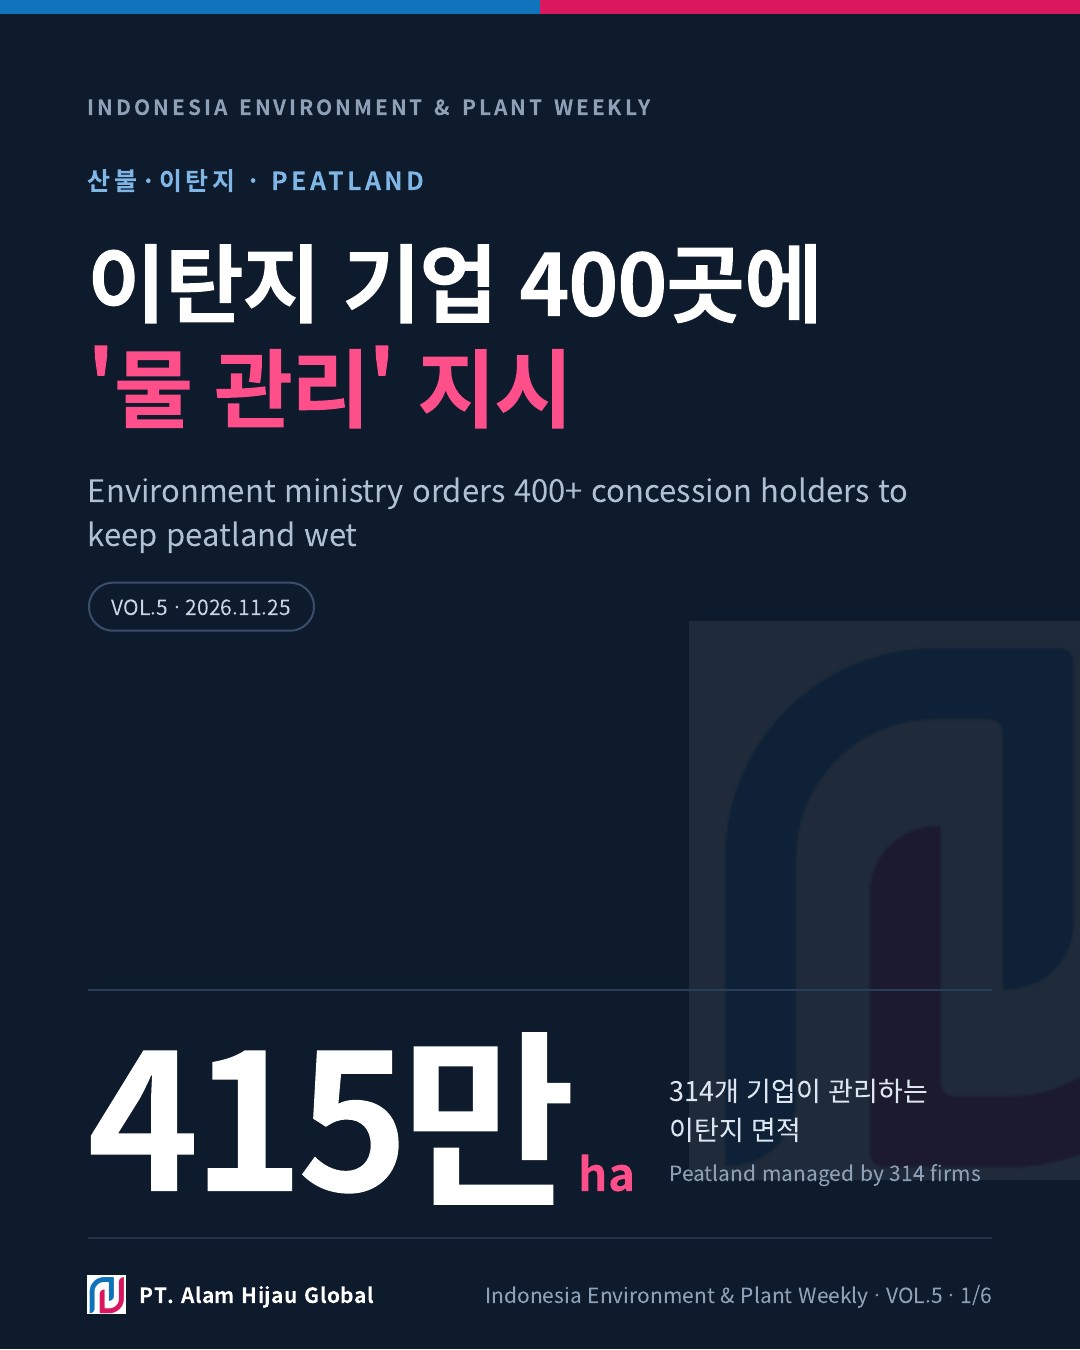 INDONESIA ENVIRONMENT & PLANT WEEKLY
산불·이탄지 · PEATLAND
이탄지 기업 400곳에
'물 관리' 지시
Environment ministry orders 400+ concession holders to
keep peatland wet
VOL.5 · 2026.11.25
415만 ha
314개 기업이 관리하는
이탄지 면적
Peatland managed by 314 firms
PT. Alam Hijau Global
Indonesia Environment & Plant Weekly · VOL.5 · 1/6